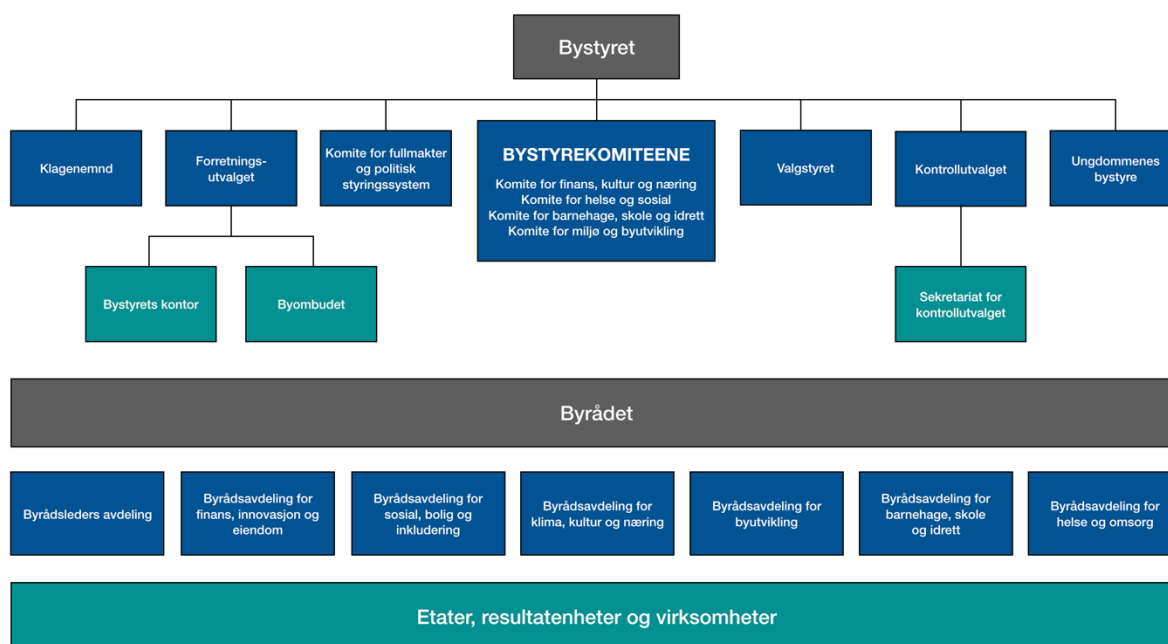 Bystyret
Klagenemnd
Forretnings-
utvalget
Komite for fullmakter
og politisk
styringssystem
BYSTYREKOMITEENE
Komite for finans, kultur og næring
Komite for helse og sosial
Komite for barnehage, skole og idrett
Komite for miljø og byutvikling
Valgstyret
Kontrollutvalget
Ungdommenes
bystyre
Bystyrets kontor
Byombudet
Sekretariat for
kontrollutvalget
Byrådet
Byrådsleders avdeling
Byrådsavdeling for
finans, innovasjon og
eiendom
Byrådsavdeling for
sosial, bolig og
inkludering
Byrådsavdeling for
klima, kultur og næring
Byrådsavdeling for
byutvikling
Byrådsavdeling for
barnehage, skole
og idrett
Byrådsavdeling for
helse og omsorg
Etater, resultatenheter og virksomheter